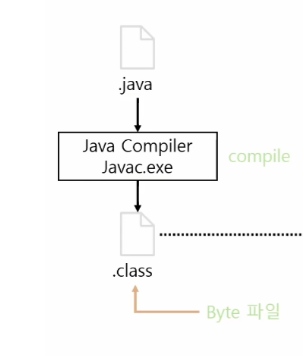 .java
Java Compiler
Javac.exe
compile
.class
Byte 파일